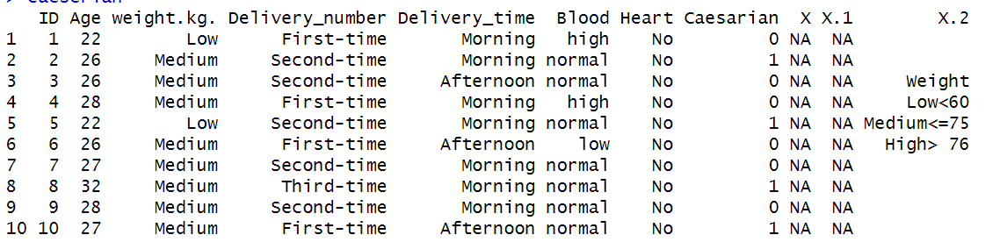 > caeserian
ID Age weight.kg. Delivery_number Delivery_time Blood Heart Caesarian X X.1 X.2
1 1 22 Low First-time Morning high No 0 NA NA
2 2 26 Medium Second-time Morning normal No 1 NA NA
3 3 26 Medium Second-time Afternoon normal No 0 NA NA Weight
4 4 28 Medium First-time Morning high No 0 NA NA Low<60
5 5 22 Low Second-time Morning normal No 1 NA NA Medium<=75
6 6 26 Medium First-time Afternoon low No 0 NA NA High> 76
7 7 27 Medium Second-time Morning normal No 0 NA NA
8 8 32 Medium Third-time Morning normal No 1 NA NA
9 9 28 Medium Second-time Morning normal No 0 NA NA
10 10 27 Medium First-time Afternoon normal No 1 NA NA